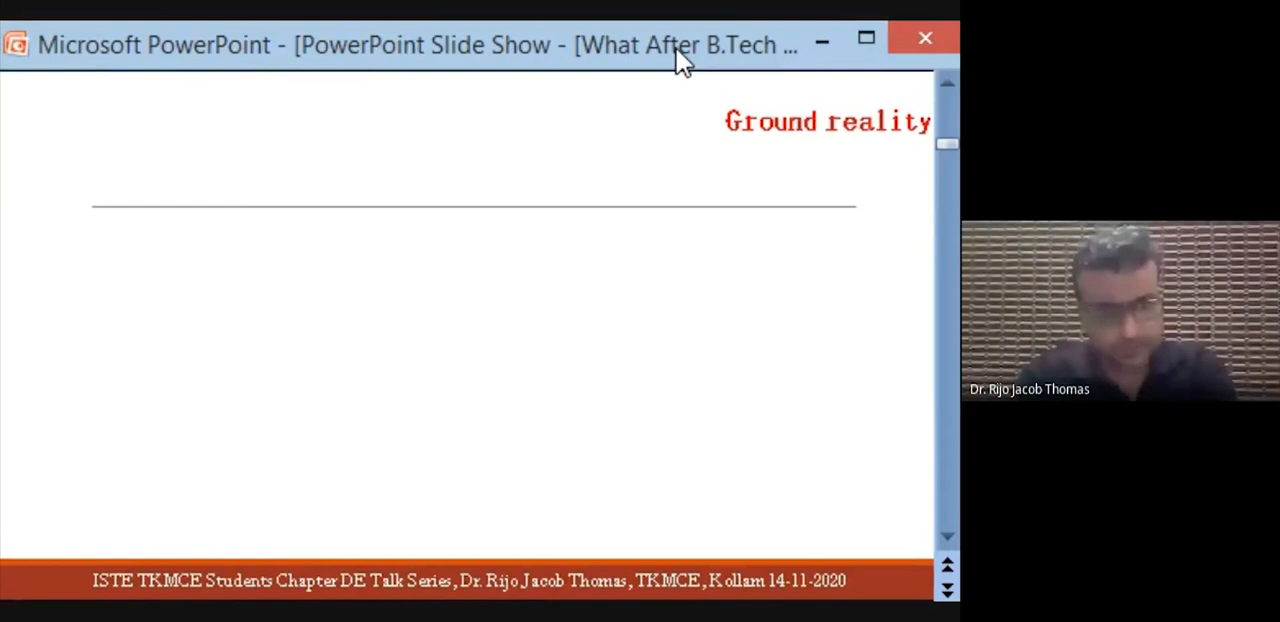 Microsoft PowerPoint - [PowerPoint Slide Show - [What After B.Tech ...
Ground reality
Dr. Rijo Jacob Thomas
ISTE TKMCE Students Chapter DE Talk Series, Dr. Rijo Jacob Thomas, TKMCE, Kollam 14-11-2020